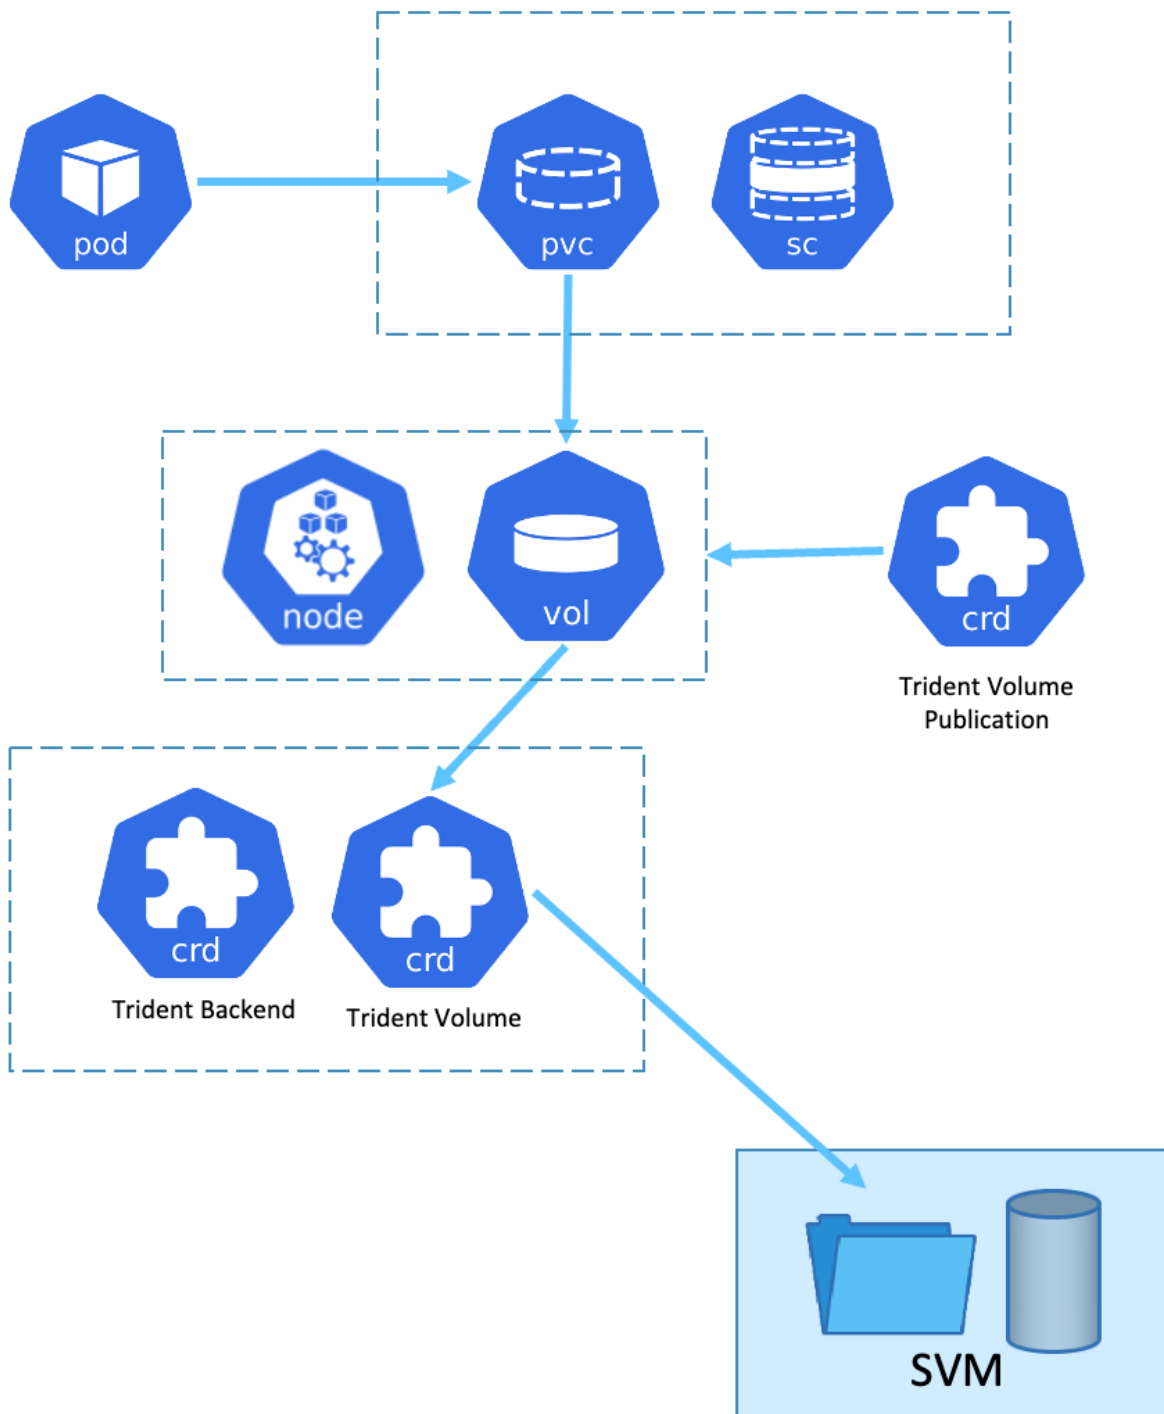 pod
pvc
sc
node
vol
crd
Trident Volume
Publication
crd
Trident Backend
crd
Trident Volume
SVM